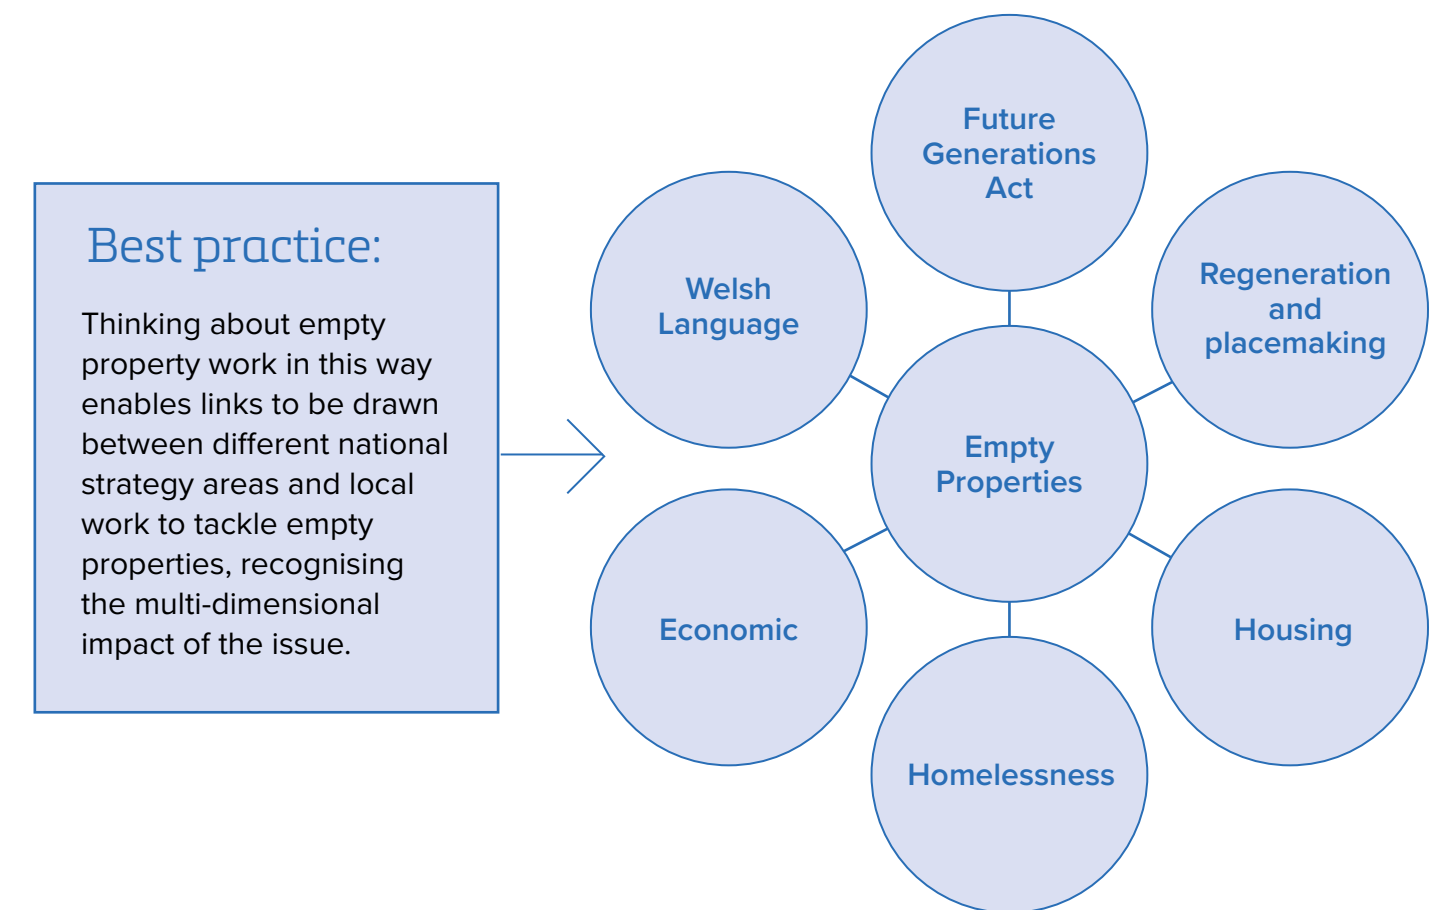 Best practice:
Thinking about empty
property work in this way
enables links to be drawn
between different national
strategy areas and local
work to tackle empty
properties, recognising
the multi-dimensional
impact of the issue.
Future
Generations
Act
Regeneration
and
placemaking
Housing
Homelessness
Economic
Welsh
Language
Empty
Properties